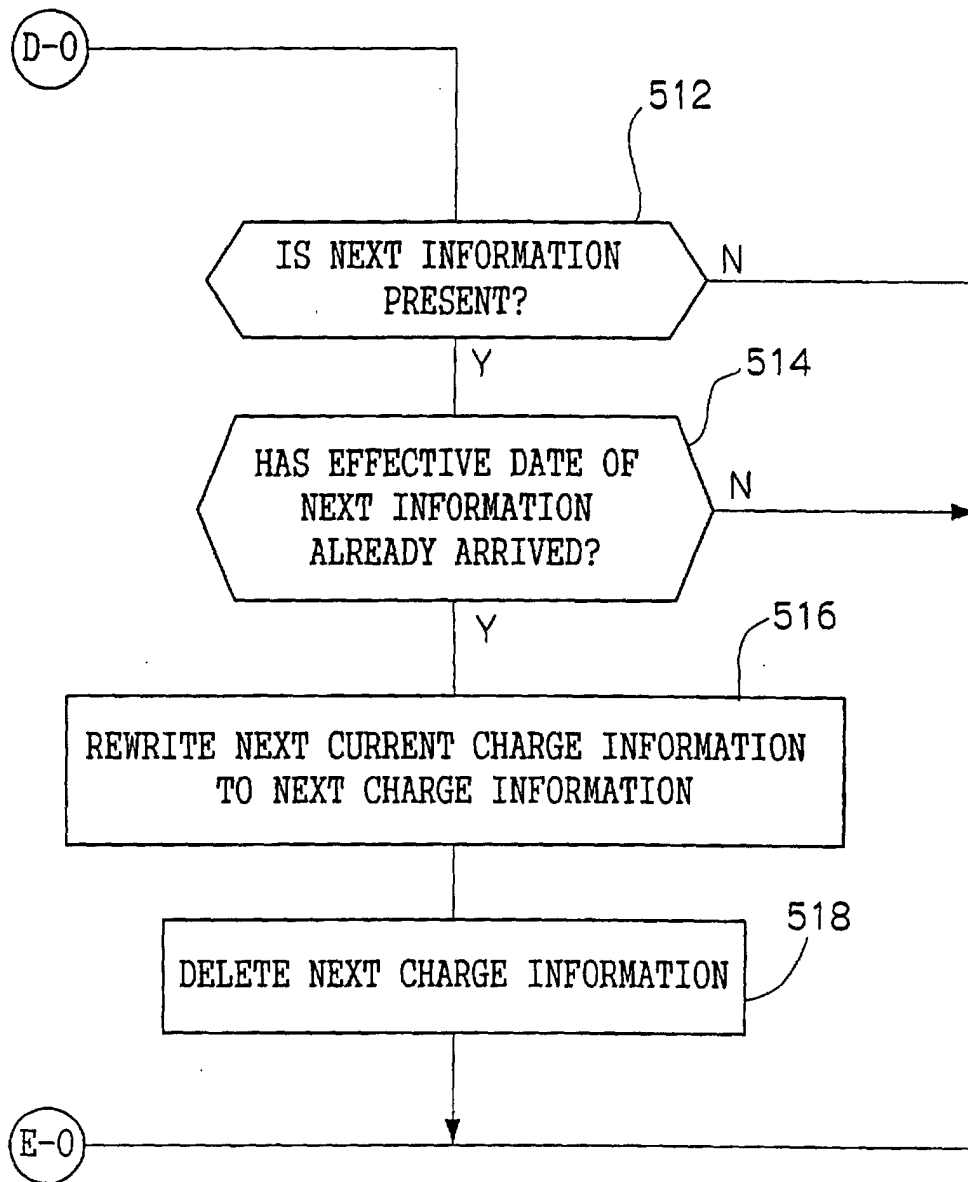 D-0
512
IS NEXT INFORMATION
PRESENT?
N
Y
514
HAS EFFECTIVE DATE OF
NEXT INFORMATION
ALREADY ARRIVED?
N
Y
516
REWRITE NEXT CURRENT CHARGE INFORMATION
TO NEXT CHARGE INFORMATION
518
DELETE NEXT CHARGE INFORMATION
E-0